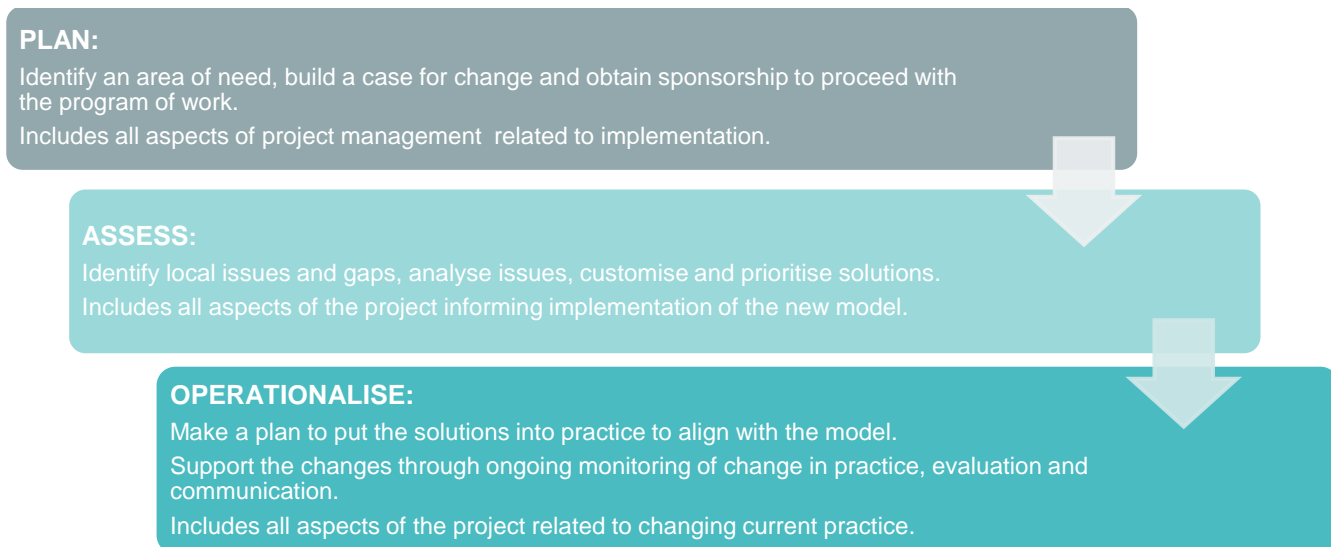 PLAN:
Identify an area of need, build a case for change and obtain sponsorship to proceed with
the program of work.
Includes all aspects of project management  related to implementation.
ASSESS:
Identify local issues and gaps, analyse issues, customise and prioritise solutions.
Includes all aspects of the project informing implementation of the new model.
OPERATIONALISE:
Make a plan to put the solutions into practice to align with the model.
Support the changes through ongoing monitoring of change in practice, evaluation and
communication.
Includes all aspects of the project related to changing current practice.